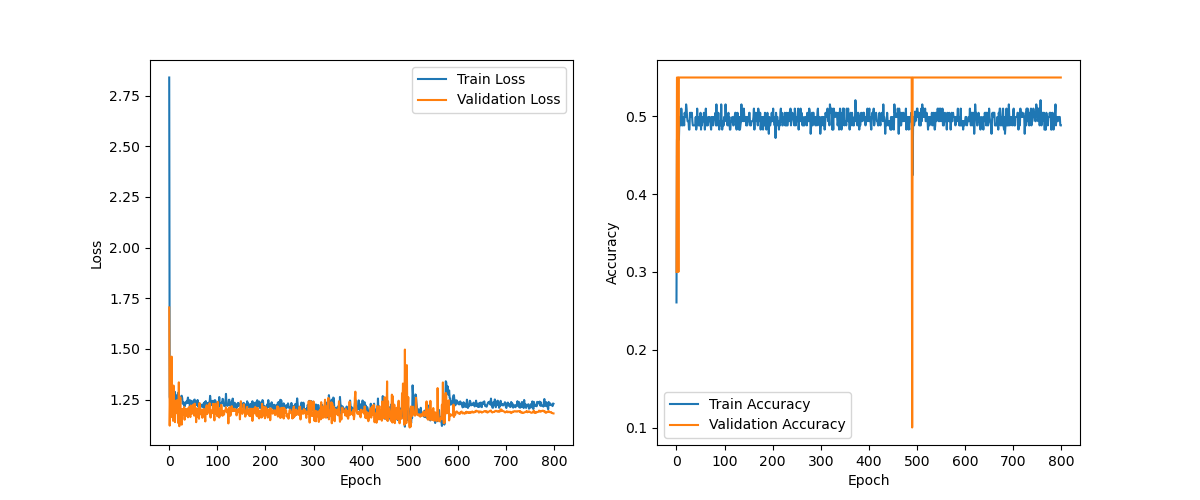 2.75
2.50
2.25
2.00
1.75
1.50
1.25
Loss
0 100 200 300 400 500 600 700 800
Epoch
Train Loss
Validation Loss
0.5
0.4
0.3
0.2
0.1
Accuracy
0 100 200 300 400 500 600 700 800
Epoch
Train Accuracy
Validation Accuracy